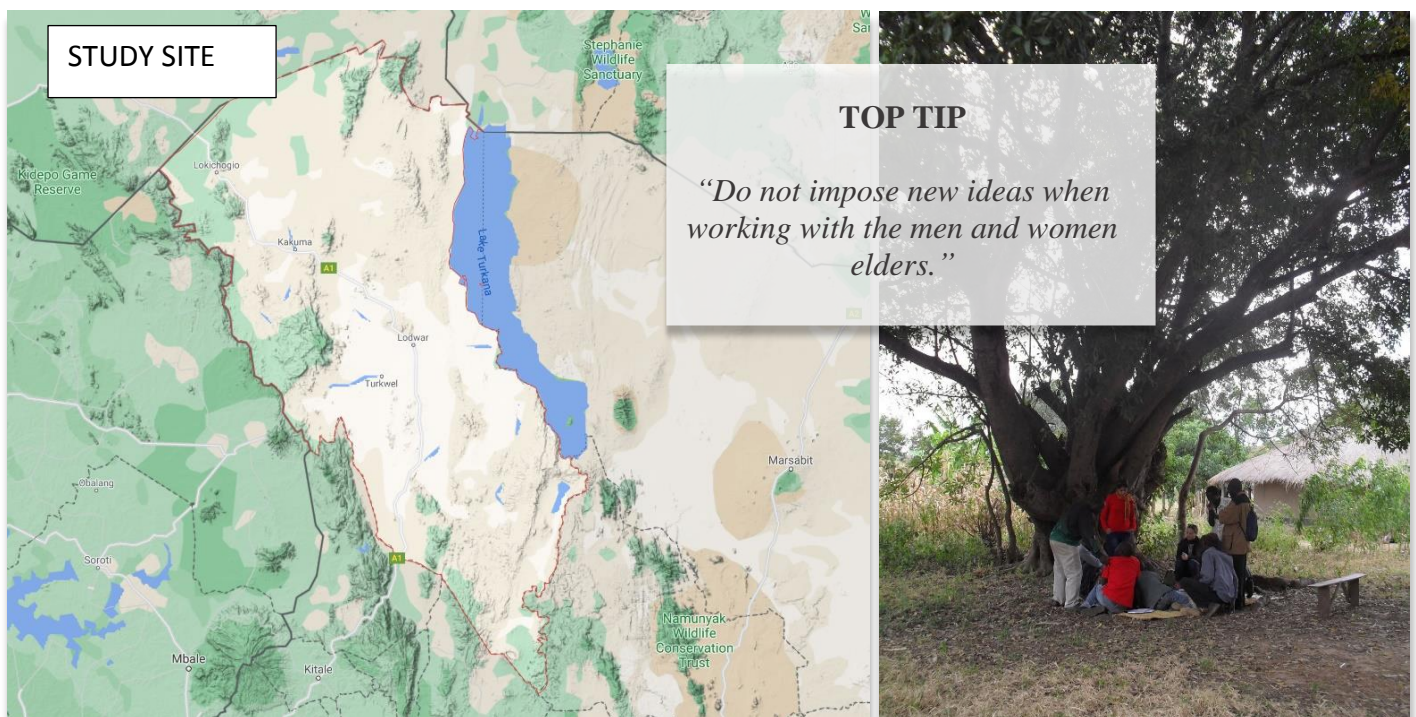 STUDY SITE
Stephanie
Wildlife
Sanctuary
Kidepo Game
Reserve
Lokichogio
Kakuma
A1
Lake Turkana
Lodwar
Turkwel
Marsabit
Obalang
A1
Soroti
Namunyak
Wildlife
Conservation
Trust
Mbale
Kitale
TOP TIP
“Do not impose new ideas when
working with the men and women
elders.”